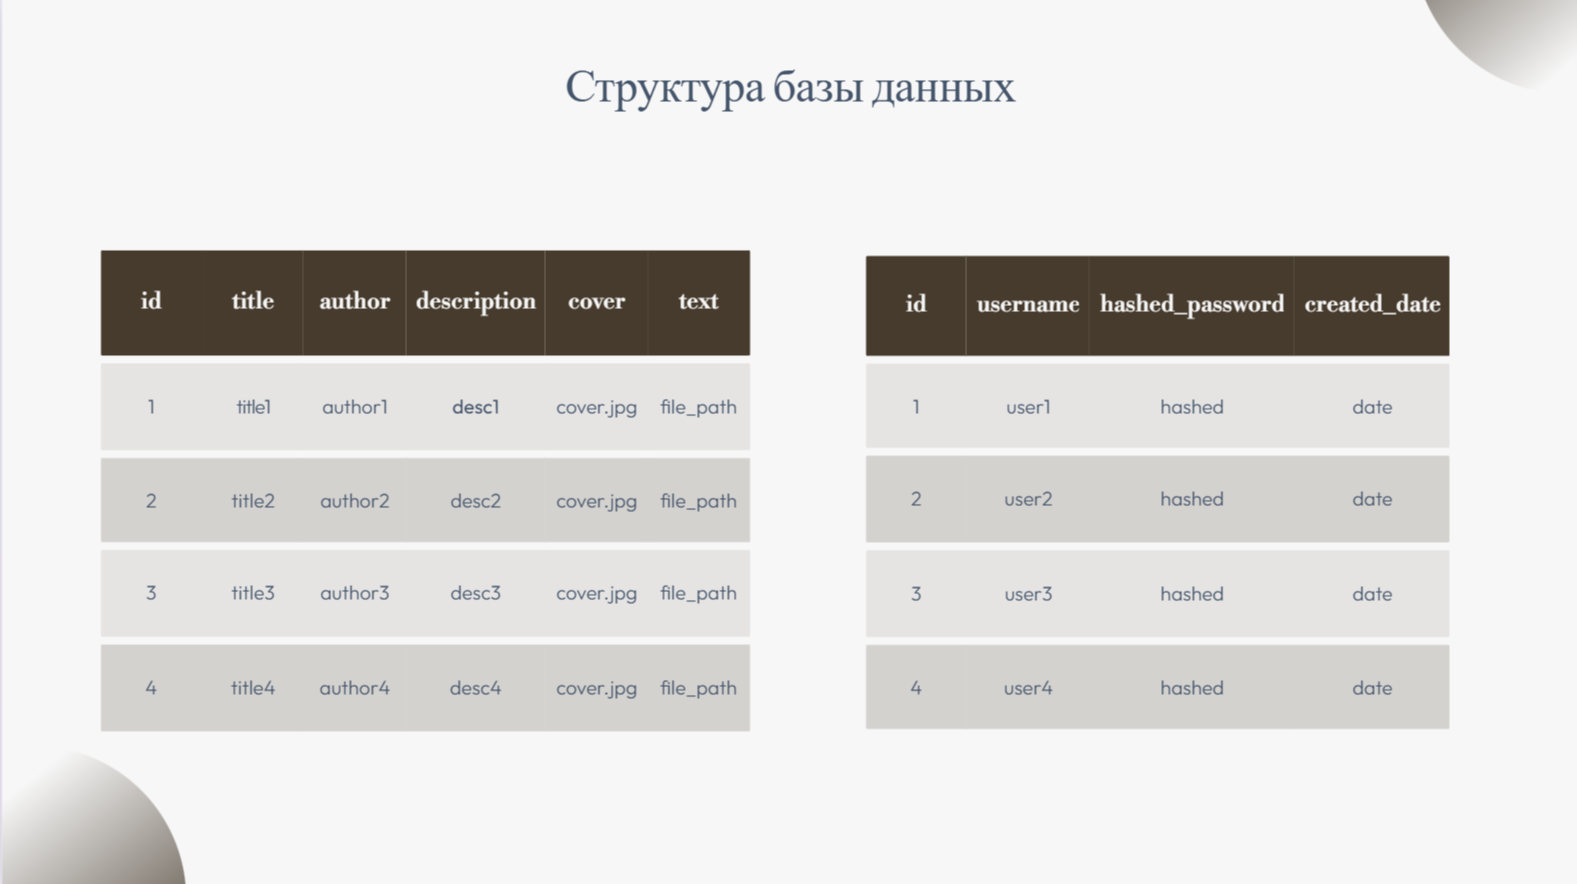 Структура базы данных
id title author description cover text
1 title1 author1 desc1 cover.jpg file_path
2 title2 author2 desc2 cover.jpg file_path
3 title3 author3 desc3 cover.jpg file_path
4 title4 author4 desc4 cover.jpg file_path
id username hashed_password created_date
1 user1 hashed date
2 user2 hashed date
3 user3 hashed date
4 user4 hashed date